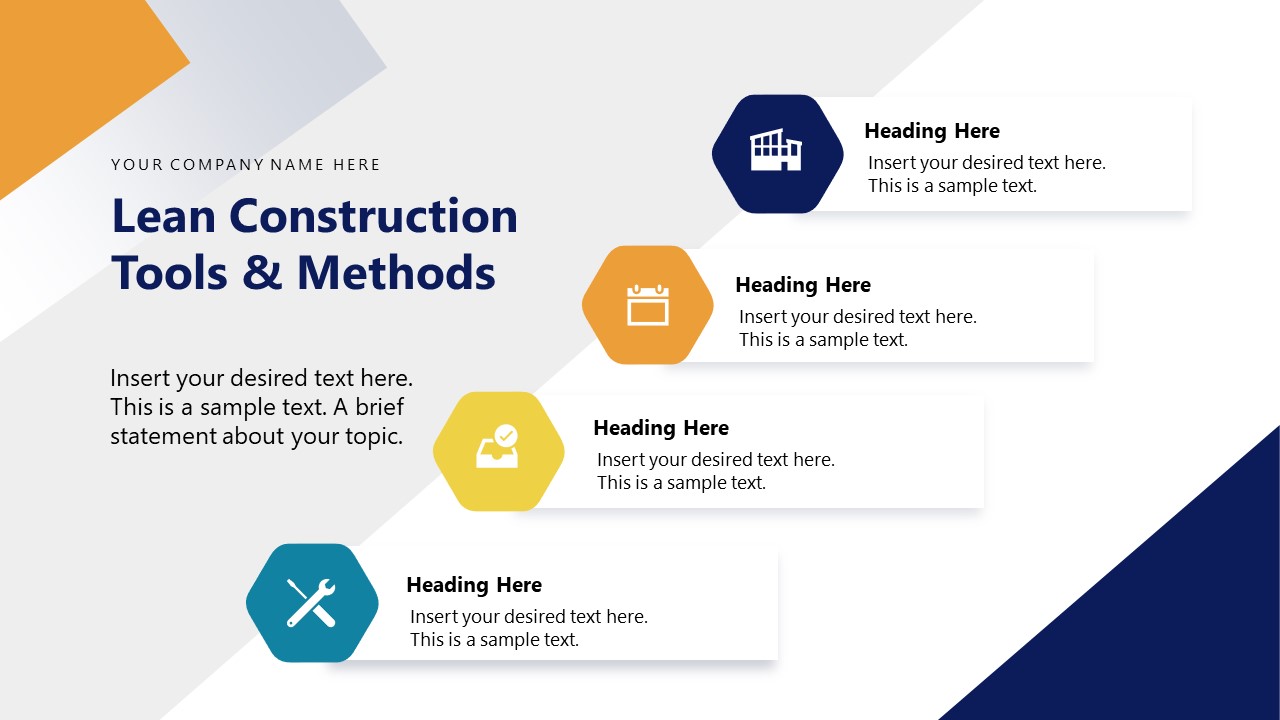 YOUR COMPANY NAME HERE
Lean Construction
Tools & Methods
Insert your desired text here.
This is a sample text. A brief
statement about your topic.
Heading Here
Insert your desired text here.
This is a sample text.
Heading Here
Insert your desired text here.
This is a sample text.
Heading Here
Insert your desired text here.
This is a sample text.
Heading Here
Insert your desired text here.
This is a sample text.